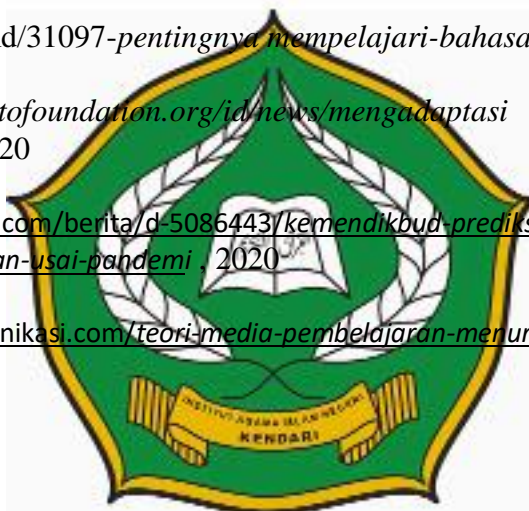 d/31097-pentingnya mempelajari-bahasa
tofoundation.org/id/news/mengadaptasi
20
com/berita/d-5086443/kemendikbud-prediks
an-usai-pandemi , 2020
nikasi.com/teori-media-pembelajaran-menur
INSTITUT AGAMA ISLAM NEGERI
KENDARI